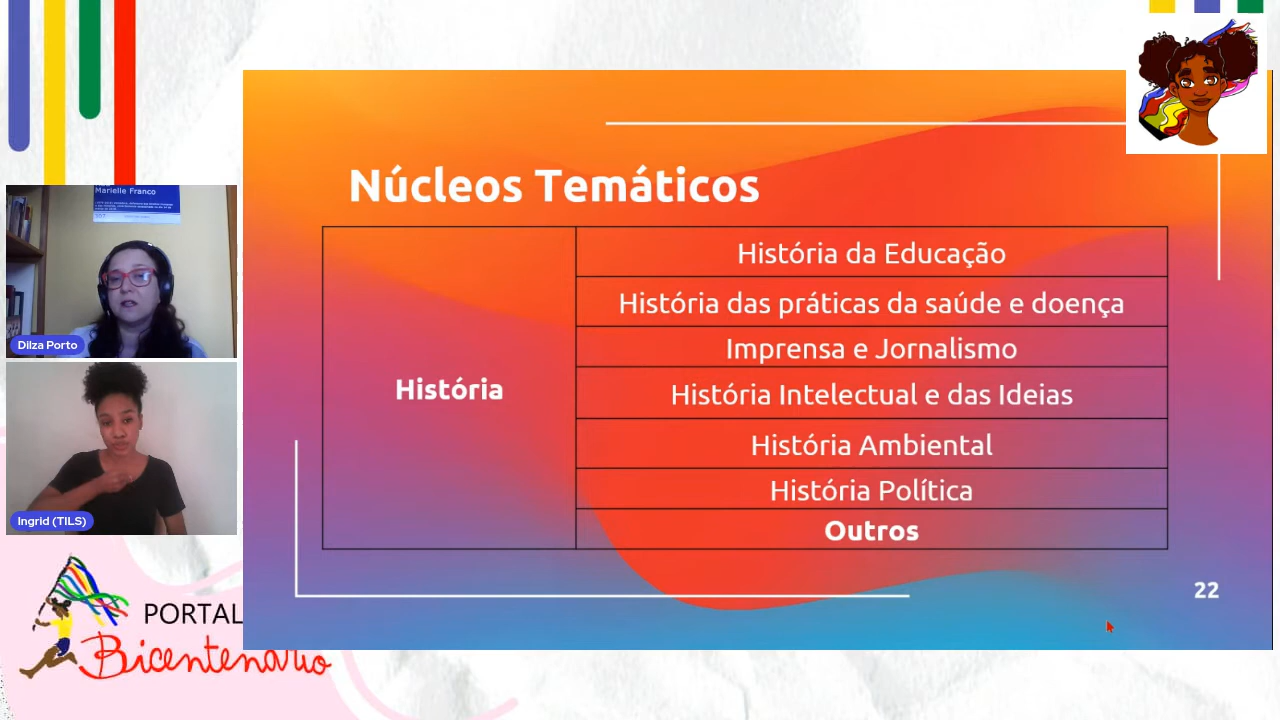 Marielle Franco
Dilza Porto
Ingrid (TILS)
PORTAL
Bicentenário
Núcleos Temáticos
História
História da Educação
História das práticas da saúde e doença
Imprensa e Jornalismo
História Intelectual e das Ideias
História Ambiental
História Política
Outros
22